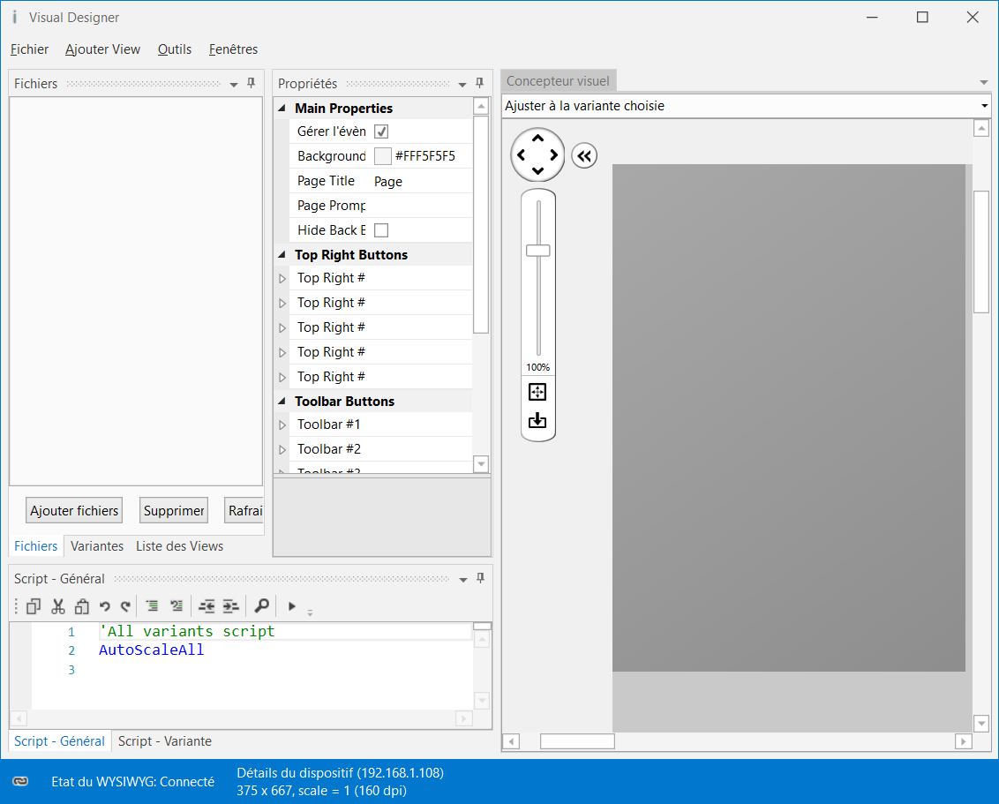 Visual Designer
Fichier Ajouter View Outils Fenêtres
Fichiers
Ajouter fichiers Supprimer Rafrai
Fichiers Variantes Liste des Views
Propriétés
Main Properties
Gérer l'évèn
Background #FFF5F5F5
Page Title Page
Page Promp
Hide Back B
Top Right Buttons
Top Right #
Top Right #
Top Right #
Top Right #
Top Right #
Toolbar Buttons
Toolbar #1
Toolbar #2
Concepteur visuel
Ajuster à la variante choisie
100%
Script - Général
1 'All variants script
2 AutoScaleAll
3
Script - Général Script - Variante
Etat du WYSIWYG: Connecté
Détails du dispositif (192.168.1.108)
375 x 667, scale = 1 (160 dpi)